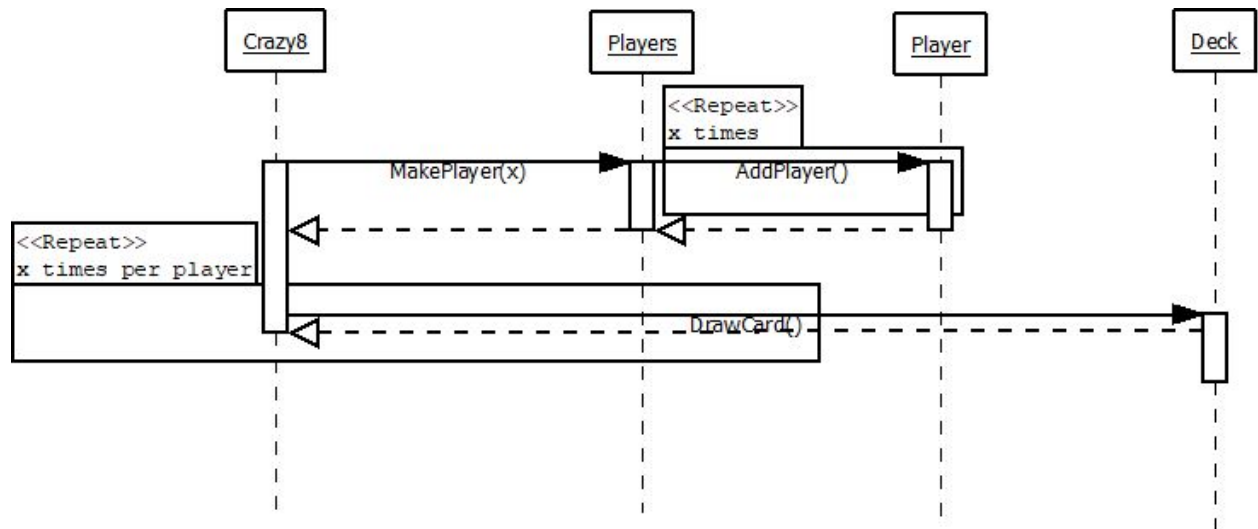 Crazy8
Players
Player
Deck
<<Repeat>>
x times
MakePlayer(x)
AddPlayer()
<<Repeat>>
x times per player
DrawCard()